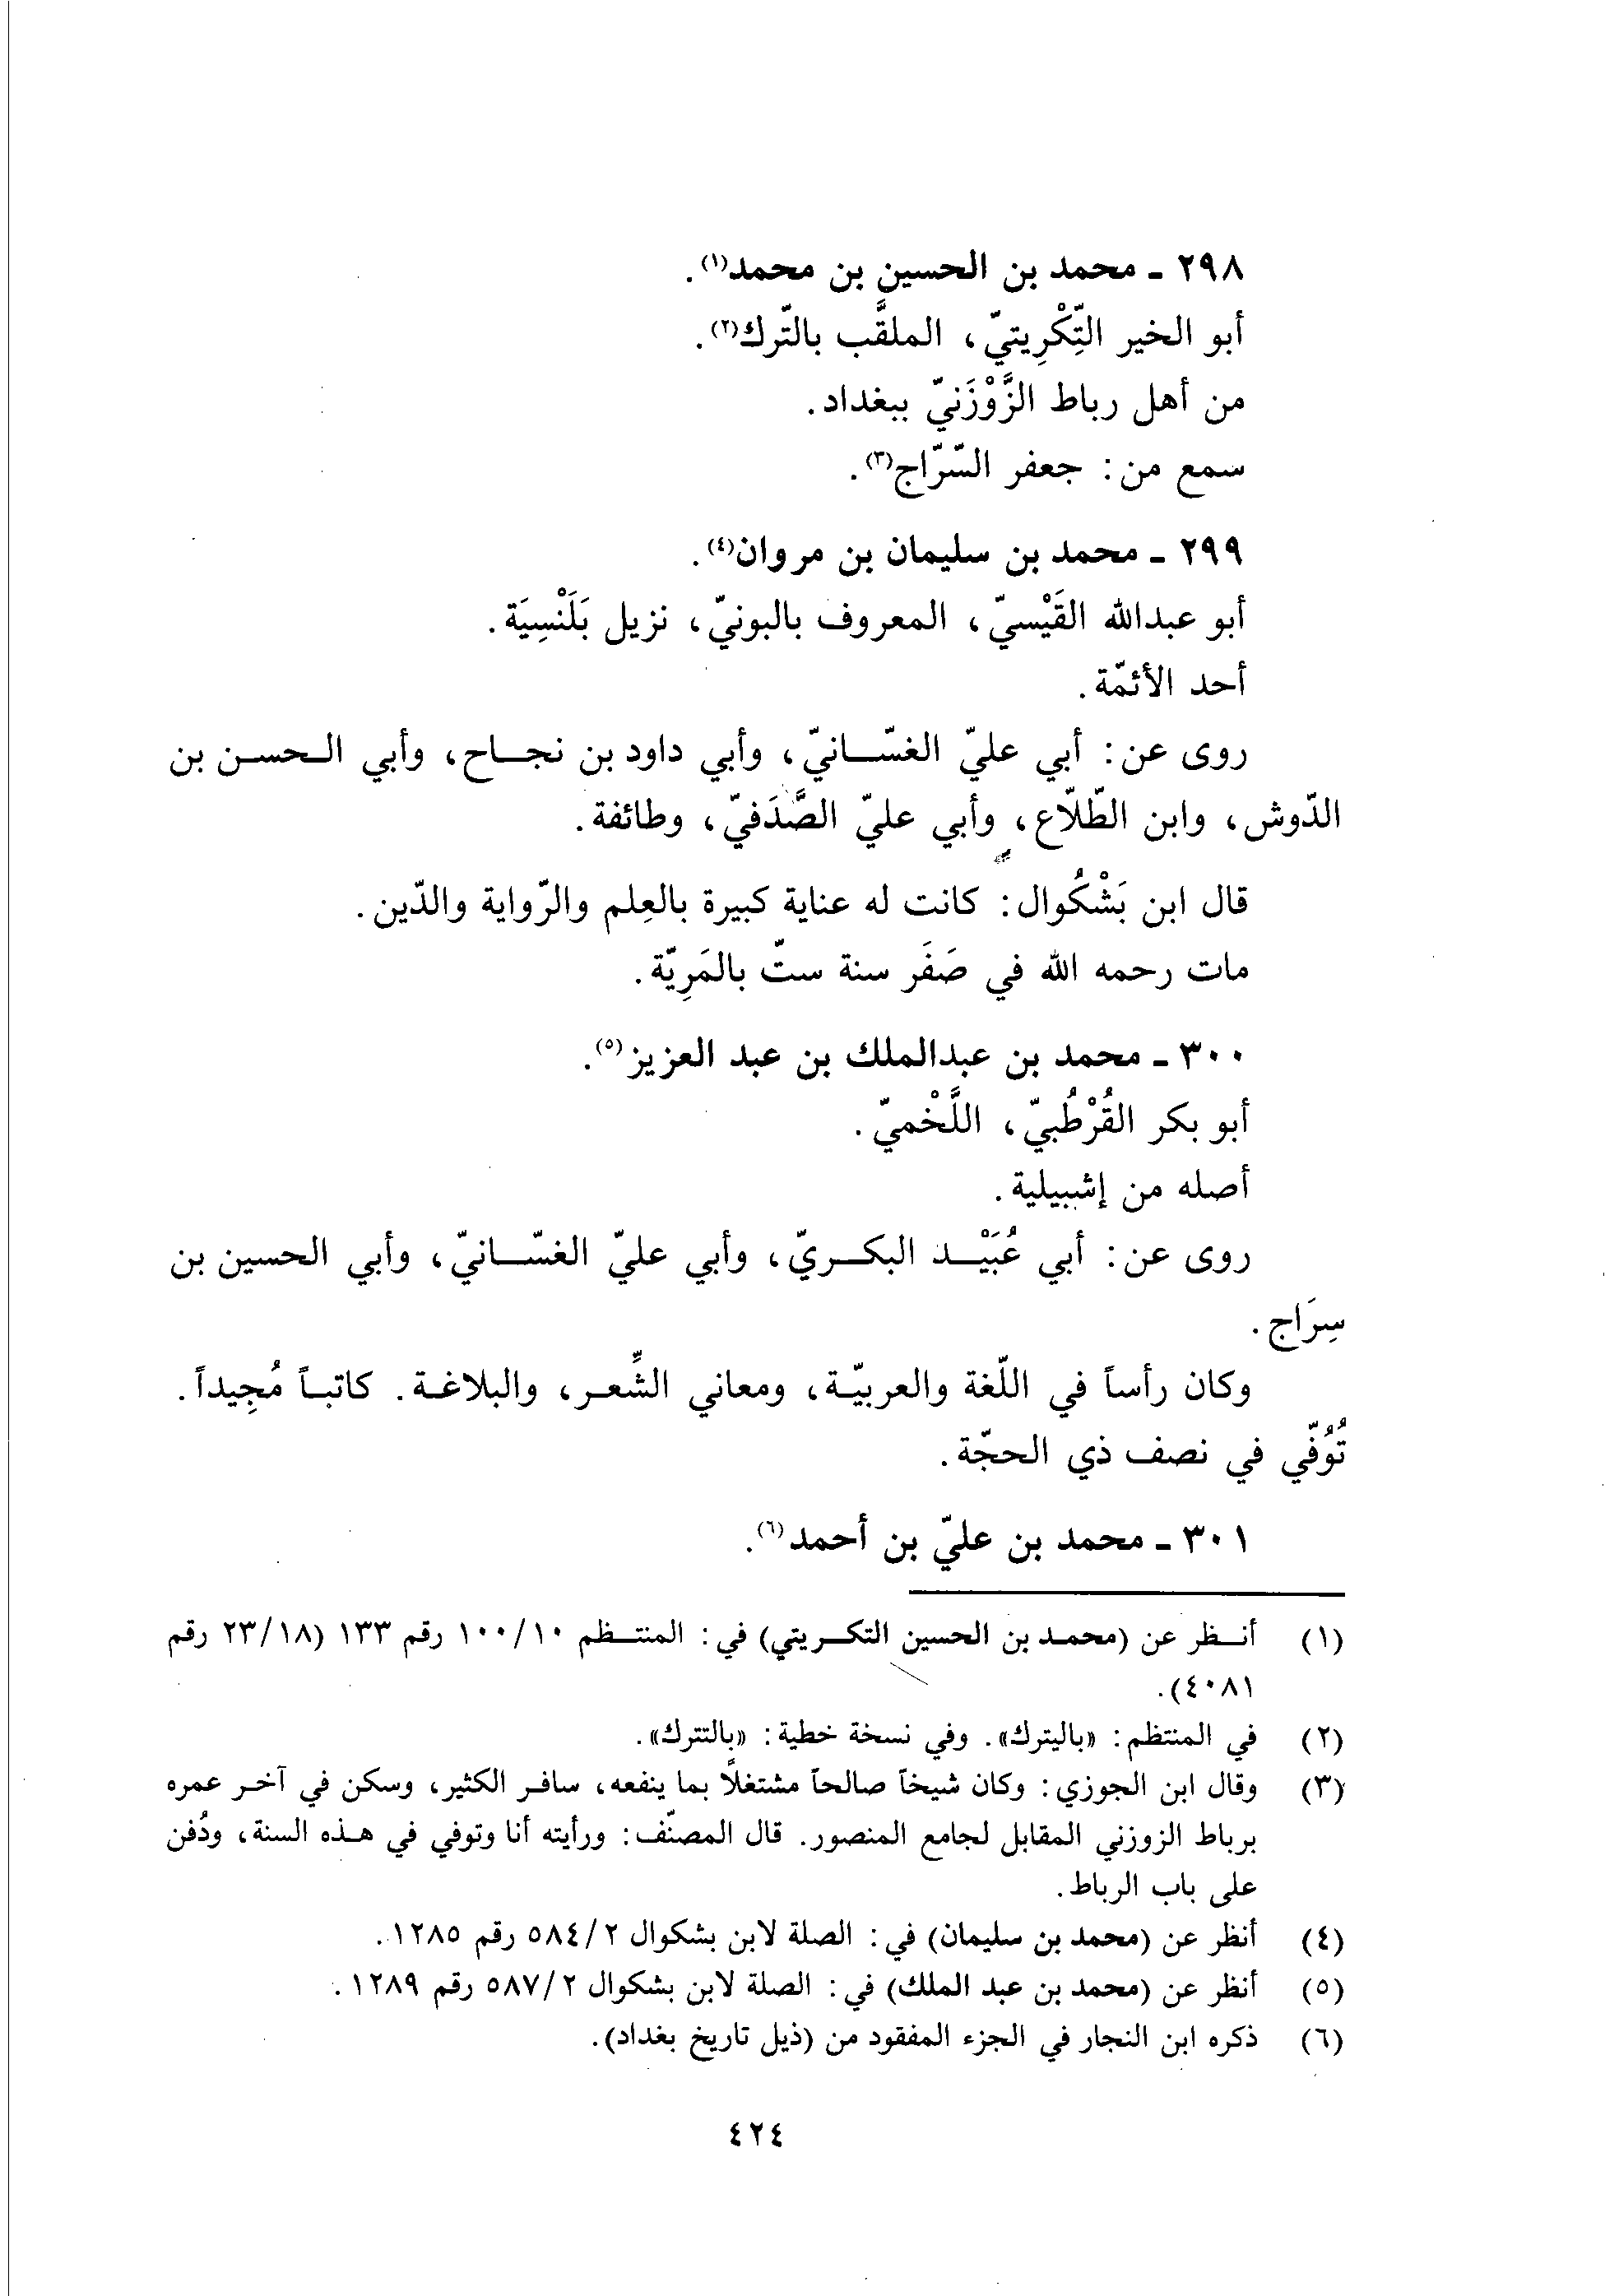 ٢٩٨ ـ محمد بن الحسين بن محمد(١).
أبو الخير التِّكْرِيتيّ، الملقَّب بالتّرك(٢).
من أهل رباط الزَّوْزَنيّ ببغداد.
سمع من: جعفر السّرّاج(٣).
٢٩٩ ـ محمد بن سليمان بن مروان(٤).
أبو عبدالله القَيْسيّ، المعروف بالبونيّ، نزيل بَلَنْسِيَة.
أحد الأئمّة.
روى عن: أبي عليّ الغسّانيّ، وأبي داود بن نجاح، وأبي الحسن بن
الدّوش، وابن الطّلّاع، وأبي عليّ الصَّدَفيّ، وطائفة.
قال ابن بَشْكُوال: كانت له عناية كبيرة بالعِلم والرّواية والدّين.
مات رحمه الله في صَفَر سنة ستّ بالمَرِيّة.
٣٠٠ ـ محمد بن عبدالملك بن عبد العزيز(٥).
أبو بكر القُرْطُبيّ، اللَّخْميّ.
أصله من إشبيلية.
روى عن: أبي عُبَيْد البكريّ، وأبي عليّ الغسّانيّ، وأبي الحسين بن
سِرَاج.
وكان رأساً في اللّغة والعربيّة، ومعاني الشِّعر، والبلاغة. كاتباً مُجِيداً.
تُوُفّي في نصف ذي الحجّة.
٣٠١ ـ محمد بن عليّ بن أحمد(٦).
(١) أنظر عن (محمد بن الحسين التكريتي) في: المنتظم ١٠/ ١٠٠ رقم ١٣٣ (١٨/ ٢٣ رقم
٤٠٨١).
(٢) في المنتظم: «باليترك». وفي نسخة خطية: «بالتترك».
(٣) وقال ابن الجوزي: وكان شيخاً صالحاً مشتغلاً بما ينفعه، سافر الكثير، وسكن في آخر عمره
برباط الزوزني المقابل لجامع المنصور. قال المصنّف: ورأيته أنا وتوفي في هذه السنة، ودُفن
على باب الرباط.
(٤) أنظر عن (محمد بن سليمان) في: الصلة لابن بشكوال ٢/ ٥٨٤ رقم ١٢٨٥.
(٥) أنظر عن (محمد بن عبد الملك) في: الصلة لابن بشكوال ٢/ ٥٨٧ رقم ١٢٨٩.
(٦) ذكره ابن النجار في الجزء المفقود من (ذيل تاريخ بغداد).
٤٢٤